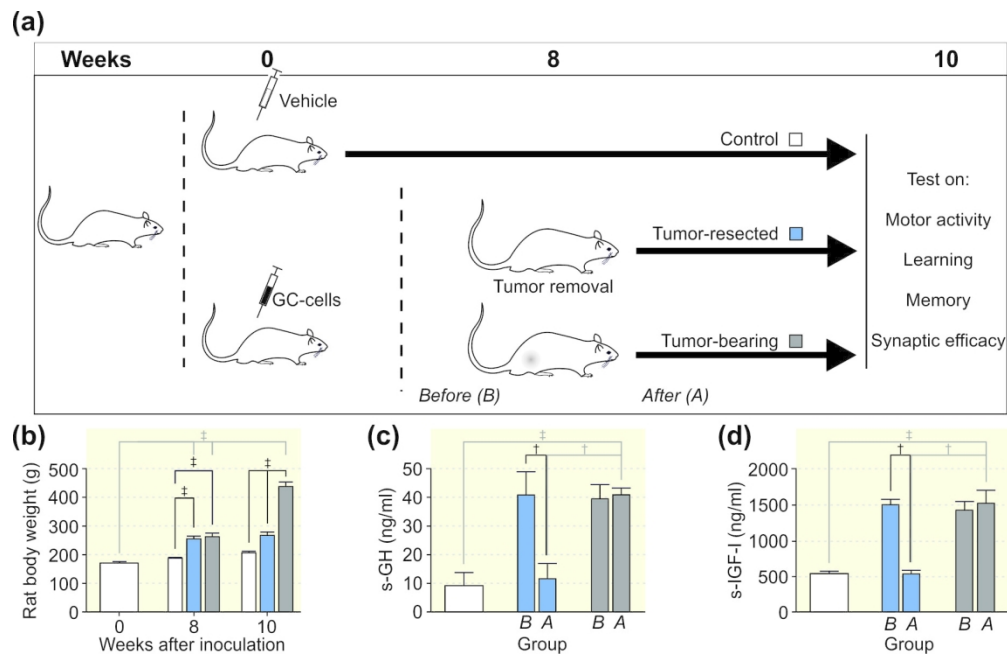 (a)
Weeks 0 8 10
Vehicle
Control
Test on:
Motor activity
Tumor-resected
Learning
Tumor removal
GC-cells
Memory
Tumor-bearing
Synaptic efficacy
Before (B) After (A)
(b)
‡
‡
‡
‡
Rat body weight (g)
500
400
300
200
100
0
0 8 10
Weeks after inoculation
(c)
‡
† †
s-GH (ng/ml)
50
40
30
20
10
0
B A B A
Group
(d)
‡
† †
s-IGF-I (ng/ml)
2000
1500
1000
500
0
B A B A
Group